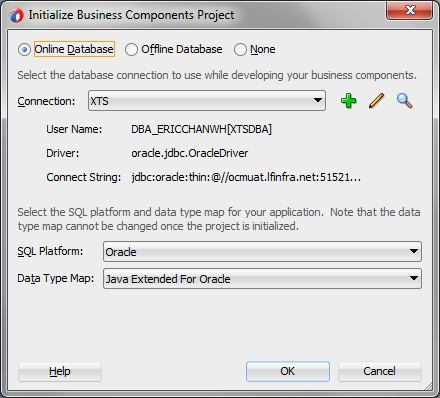 Initialize Business Components Project
Online Database Offline Database None
Select the database connection to use while developing your business components.
Connection: XTS
User Name: DBA_ERICCHANWH[XTSDBA]
Driver: oracle.jdbc.OracleDriver
Connect String: jdbc:oracle:thin:@//ocmuat.lfinfra.net:51521...
Select the SQL platform and data type map for your application. Note that the data
type map cannot be changed once the project is initialized.
SQL Platform: Oracle
Data Type Map: Java Extended For Oracle
Help OK Cancel